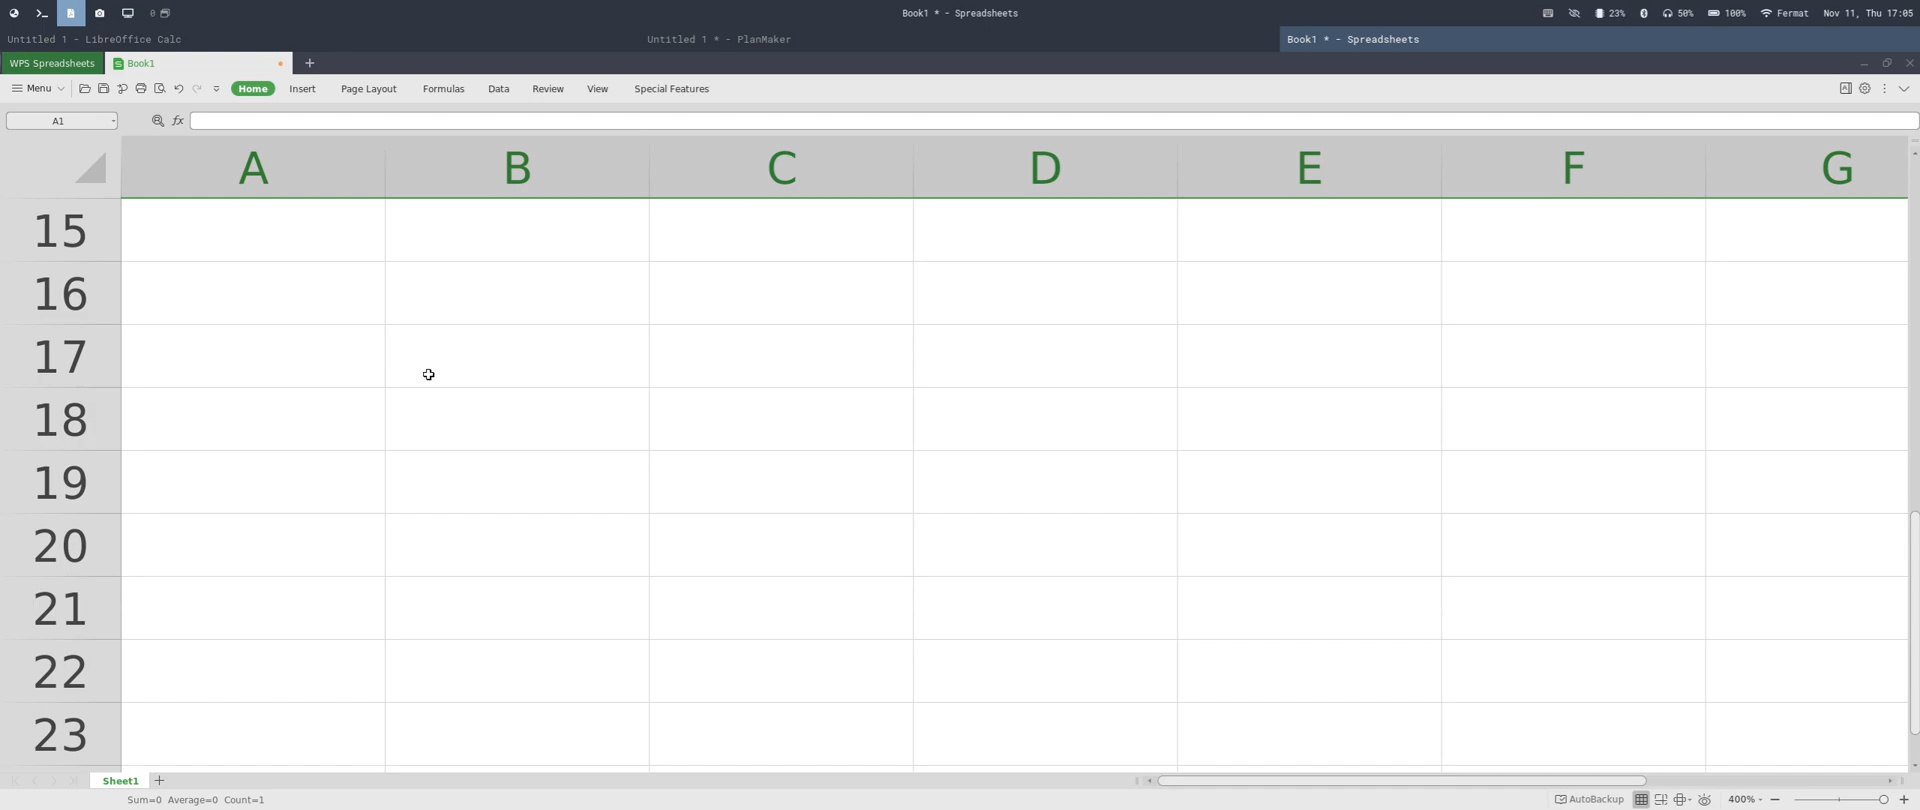 0 Book1 * - Spreadsheets 23% 50% 100% Fermat Nov 11, Thu 17:05
Untitled 1 - LibreOffice Calc Untitled 1 * - PlanMaker Book1 * - Spreadsheets
WPS Spreadsheets Book1
Menu Home Insert Page Layout Formulas Data Review View Special Features
A1 fx
A B C D E F G
15
16
17
18
19
20
21
22
23
Sheet1
Sum=0 Average=0 Count=1 AutoBackup 400%